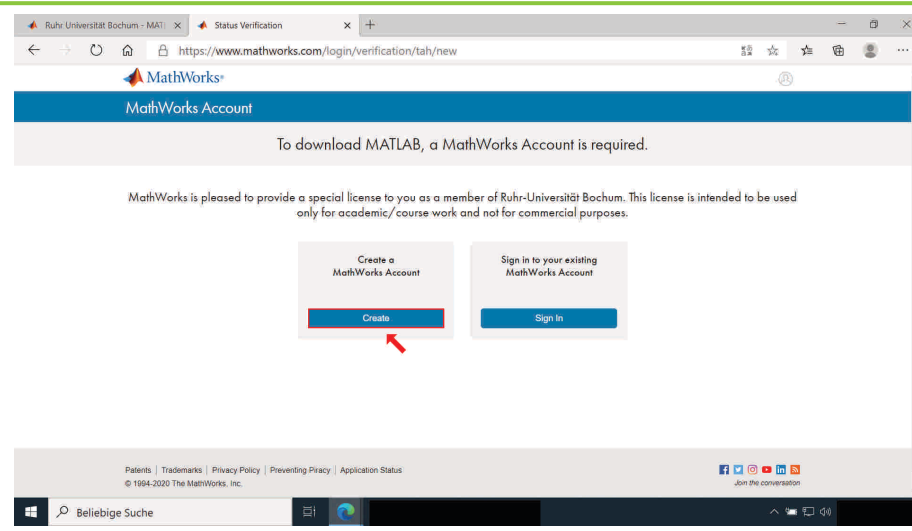 Ruhr Universität Bochum - MAT
Status Verification
https://www.mathworks.com/login/verification/tah/new
MathWorks®
MathWorks Account
To download MATLAB, a MathWorks Account is required.
MathWorks is pleased to provide a special license to you as a member of Ruhr-Universität Bochum. This license is intended to be used
only for academic/course work and not for commercial purposes.
Create a
MathWorks Account
Create
Sign in to your existing
MathWorks Account
Sign In
Patents | Trademarks | Privacy Policy | Preventing Piracy | Application Status
© 1994-2020 The MathWorks, Inc.
Join the conversation
Beliebige Suche